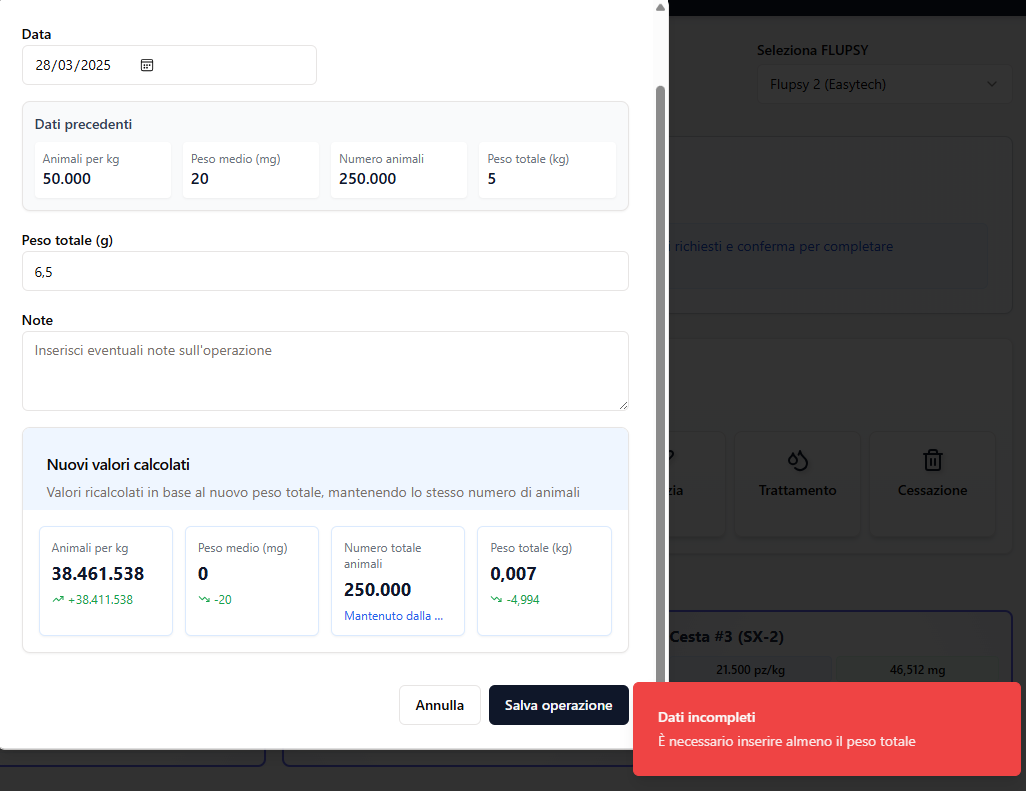 Data
28/03/2025
Seleziona FLUPSY
Flupsy 2 (Easytech)
Dati precedenti
Animali per kg
50.000
Peso medio (mg)
20
Numero animali
250.000
Peso totale (kg)
5
Peso totale (g)
6,5
richiesti e conferma per completare
Note
Inserisci eventuali note sull'operazione
Nuovi valori calcolati
Valori ricalcolati in base al nuovo peso totale, mantenendo lo stesso numero di animali
Animali per kg
38.461.538
+38.411.538
Peso medio (mg)
0
-20
Numero totale
animali
250.000
Mantenuto dalla ...
Peso totale (kg)
0,007
-4,994
Trattamento
Cessazione
Cesta #3 (SX-2)
21.500 pz/kg
46,512 mg
Annulla
Salva operazione
Dati incompleti
È necessario inserire almeno il peso totale